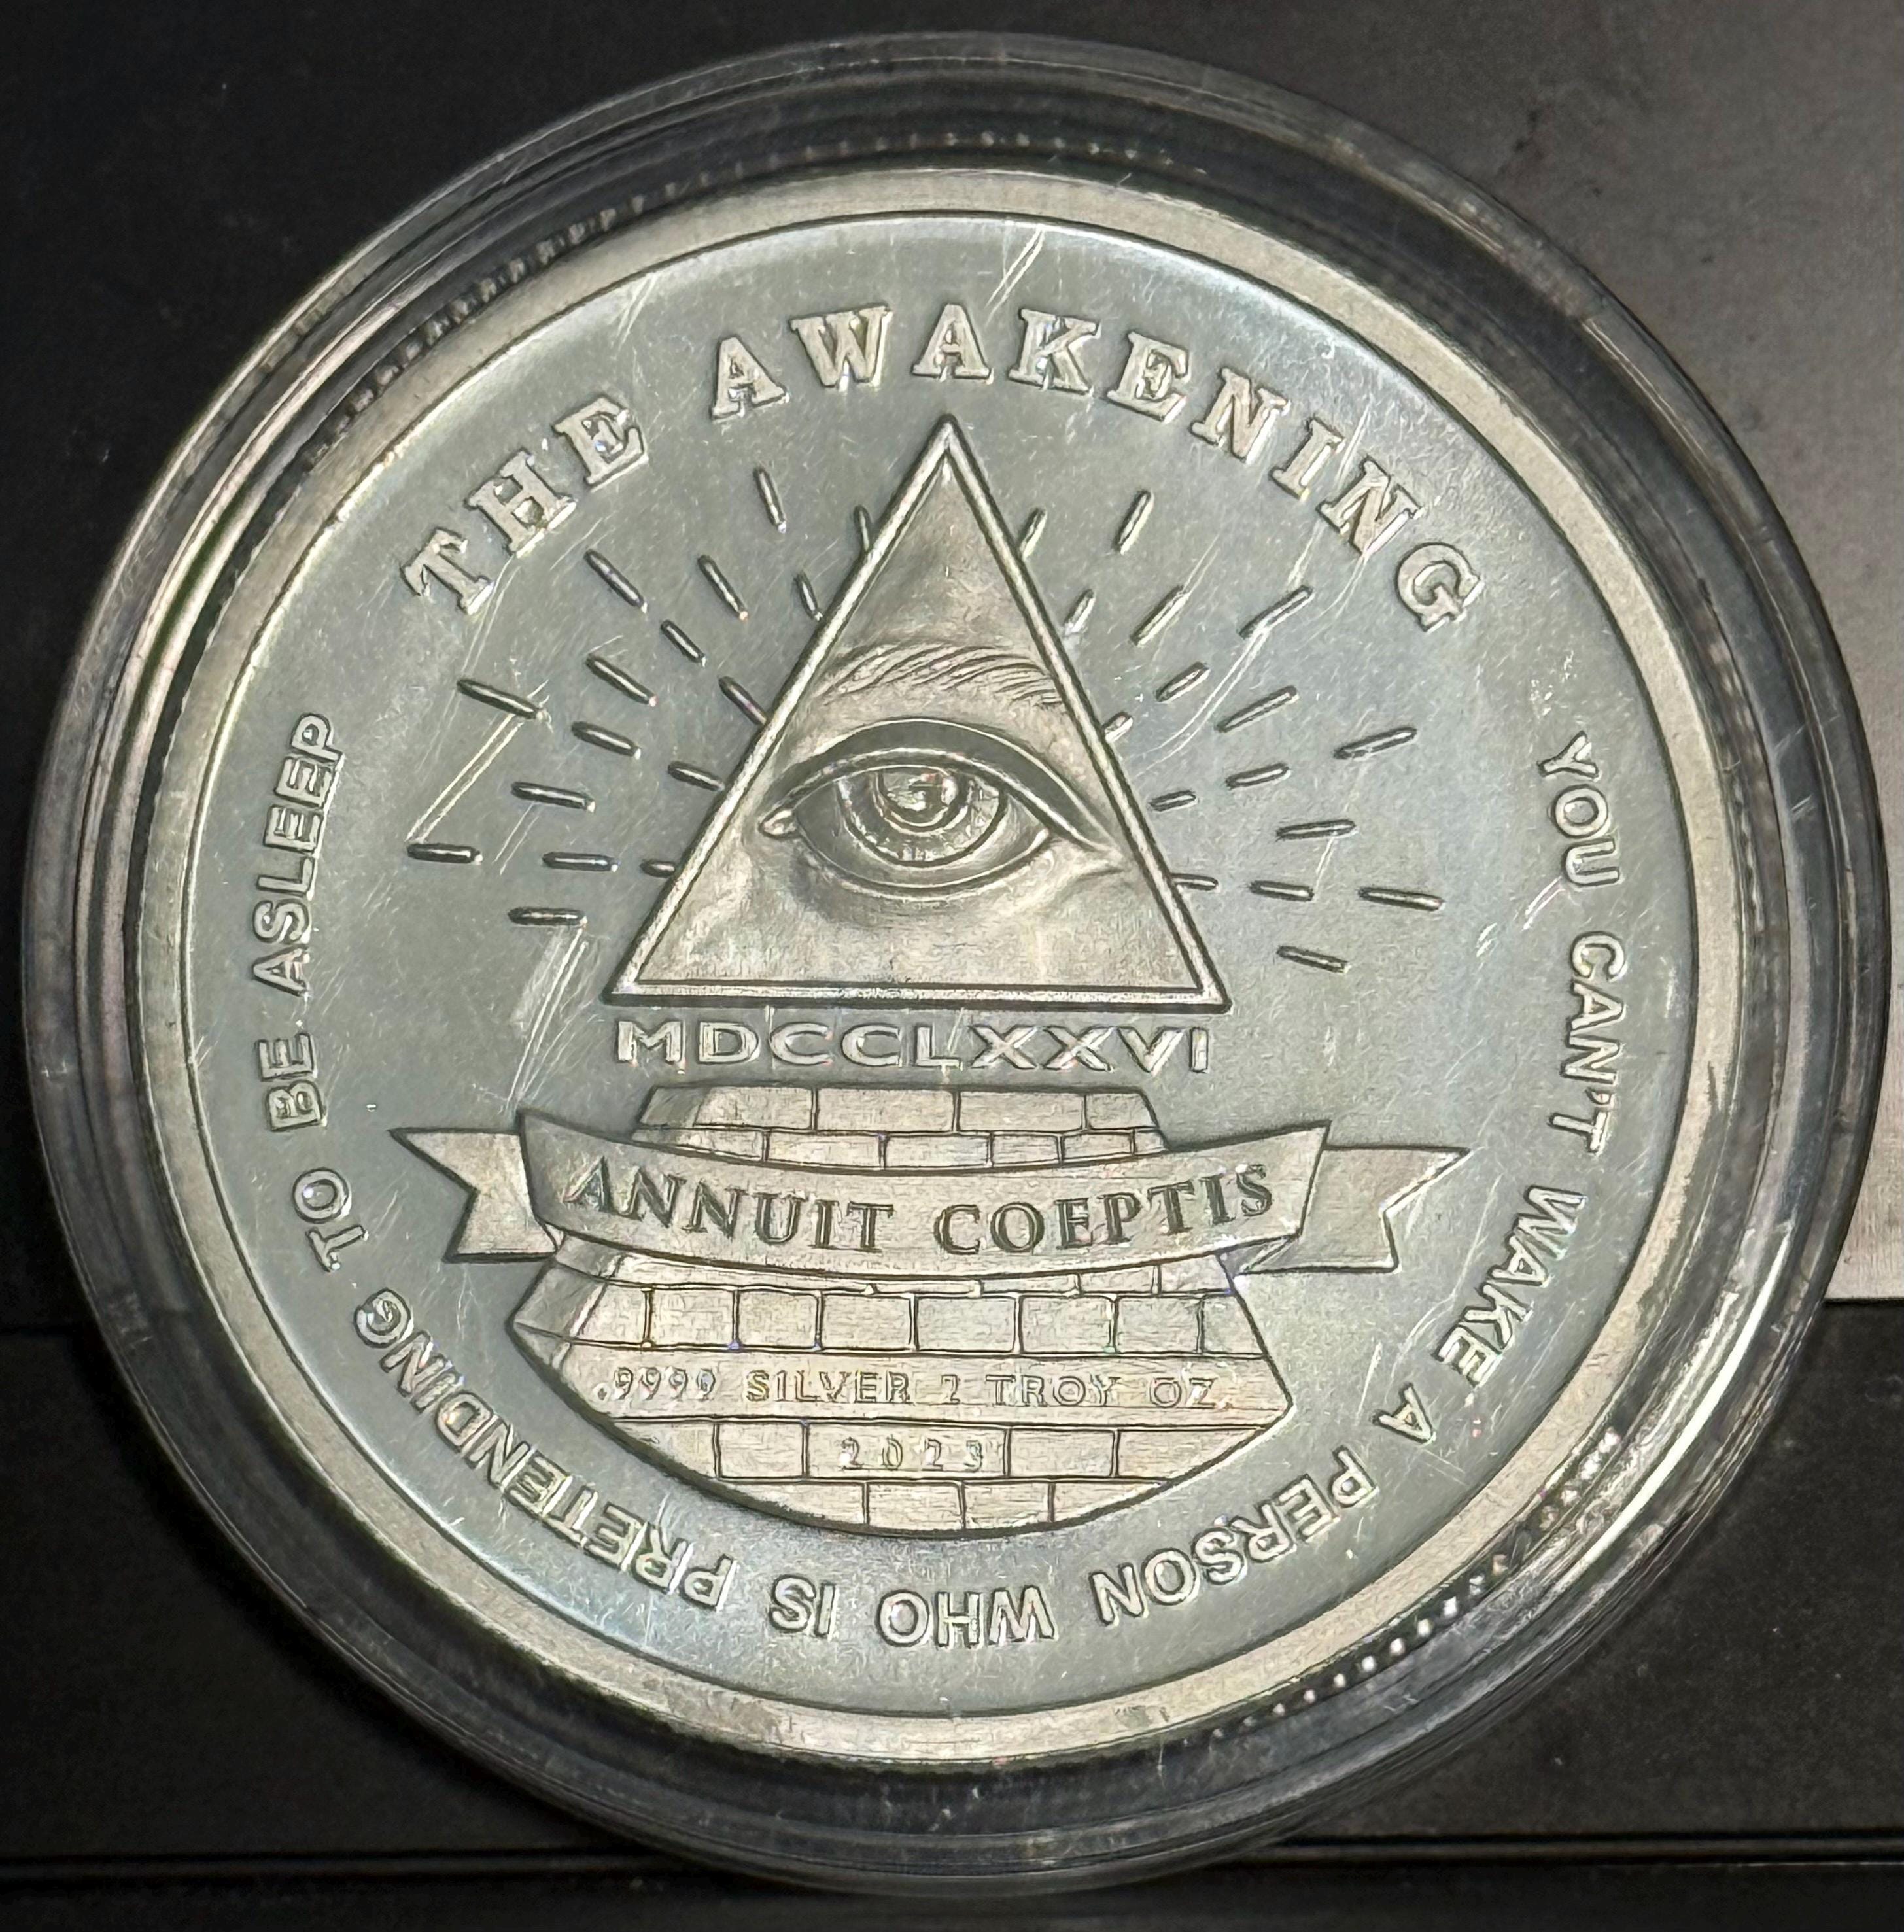 THE AWAKENING
MDCCLXXVI
ANNUIT COEPTIS
.9999 SILVER 2 TROY OZ.
2023
YOU CAN'T WAKE A PERSON WHO IS PRETENDING TO BE ASLEEP